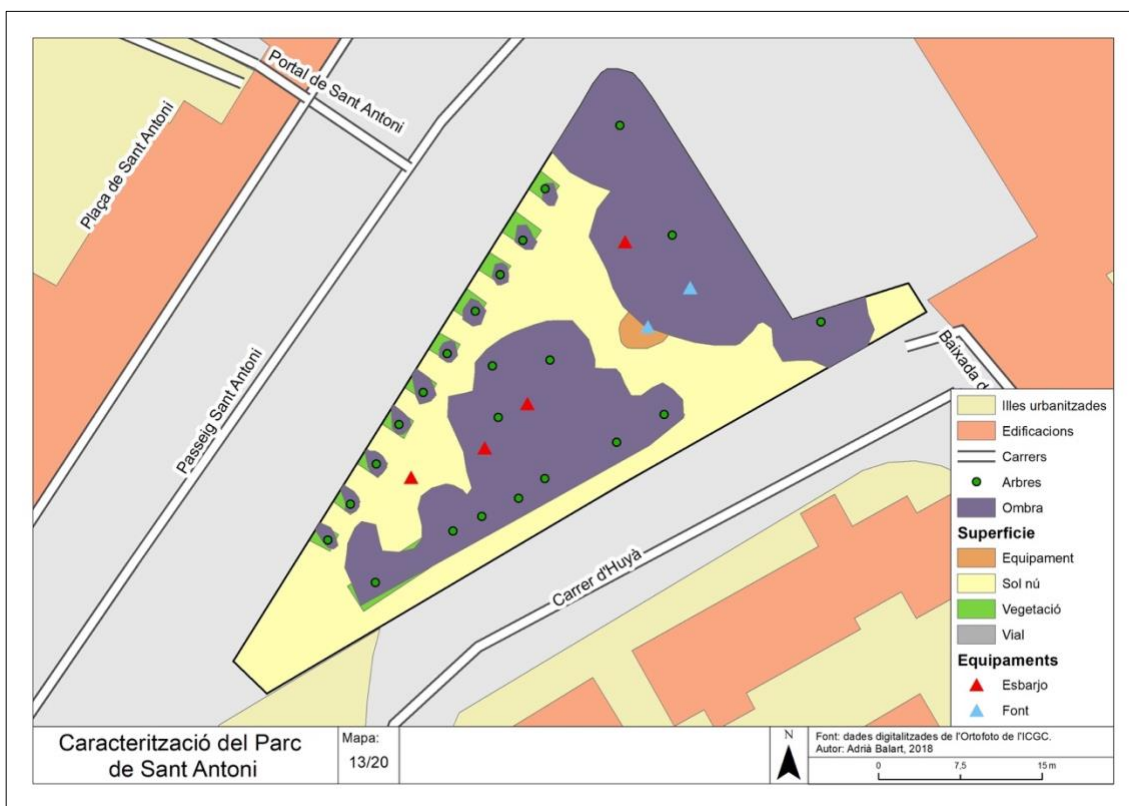 Portal de Sant Antoni
Plaça de Sant Antoni
Passeig Sant Antoni
Baixada d
Carrer d'Huyà
Illes urbanitzades
Edificacions
Carrers
Arbres
Ombra
Superfície
Equipament
Sol nú
Vegetació
Vial
Equipaments
Esbarjo
Font
Caracterització del Parc
de Sant Antoni
Mapa:
13/20
N
Font: dades digitalitzades de l'Ortofoto de l'ICGC.
Autor: Adrià Balart, 2018
0 7,5 15 m